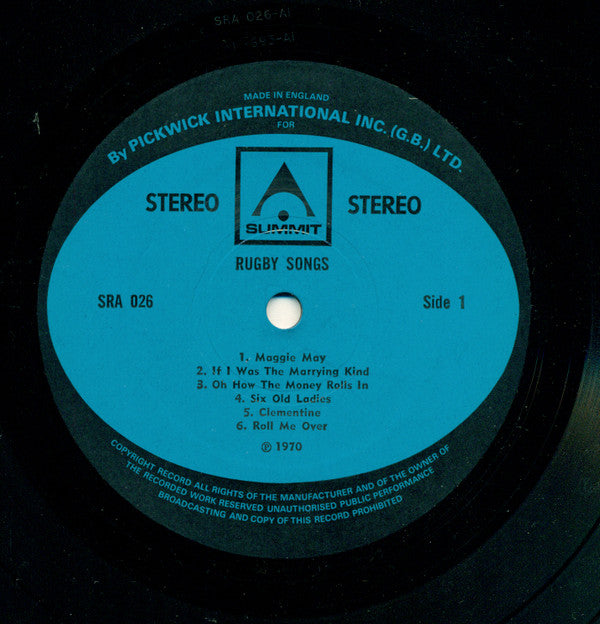 SRA 026-A1
MADE IN ENGLAND
By PICKWICK INTERNATIONAL INC. (G.B.) LTD.
FOR
STEREO
SUMMIT
STEREO
RUGBY SONGS
SRA 026
Side 1
1. Maggie May
2. If I Was The Marrying Kind
3. Oh How The Money Rolls In
4. Six Old Ladies
5. Clementine
6. Roll Me Over
℗ 1970
COPYRIGHT RECORD ALL RIGHTS OF THE MANUFACTURER AND OF THE OWNER OF
THE RECORDED WORK RESERVED UNAUTHORISED PUBLIC PERFORMANCE
BROADCASTING AND COPY OF THIS RECORD PROHIBITED